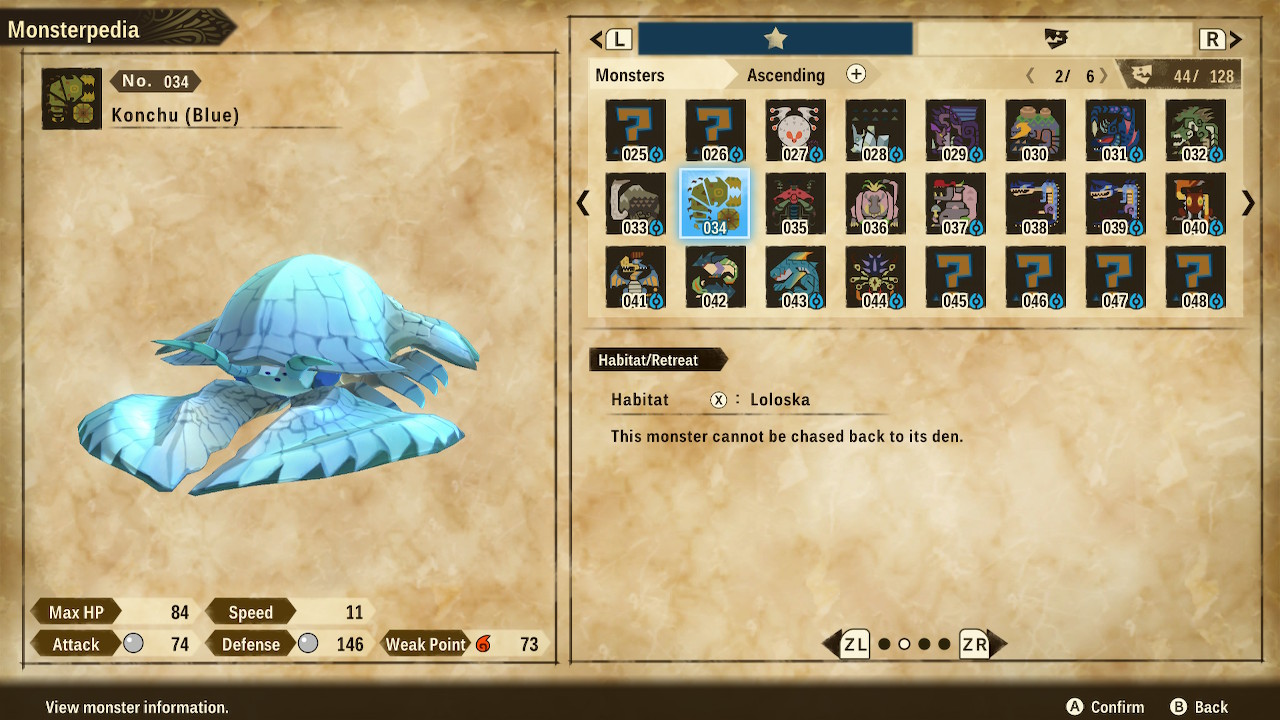 Monsterpedia
No. 034
Konchu (Blue)
L
R
Monsters
Ascending
2/ 6
44/ 128
025 026 027 028 029 030 031 032
033 034 035 036 037 038 039 040
041 042 043 044 045 046 047 048
Habitat/Retreat
Habitat X : Loloska
This monster cannot be chased back to its den.
Max HP 84 Speed 11
Attack 74 Defense 146 Weak Point 73
ZL ZR
View monster information.
A Confirm B Back